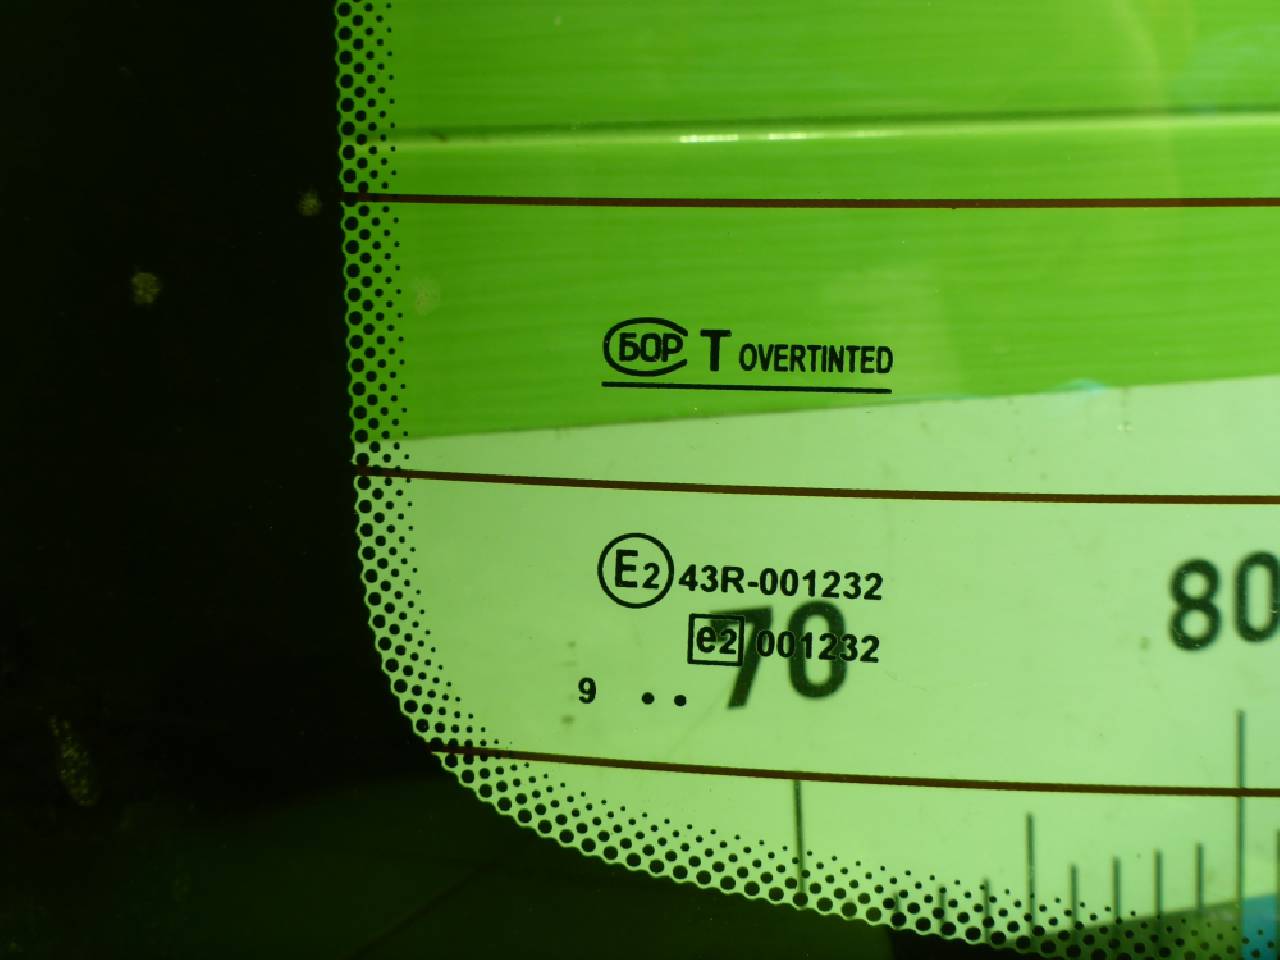 БОР T OVERTINTED
E2 43R-001232
e2 001232
9 ..
70
80